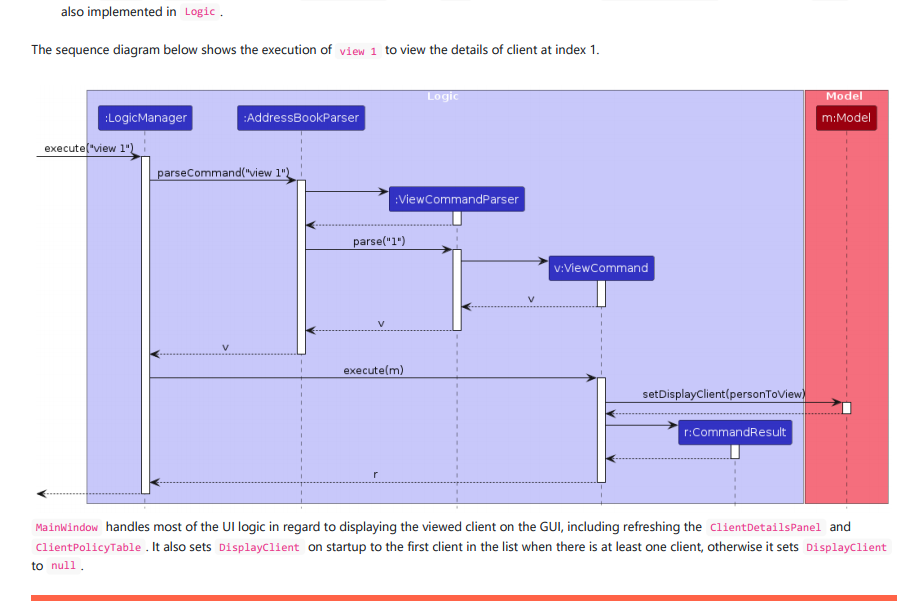 also implemented in Logic .
The sequence diagram below shows the execution of view 1 to view the details of client at index 1.
Logic
Model
:LogicManager
:AddressBookParser
m:Model
execute("view 1")
parseCommand("view 1")
:ViewCommandParser
parse("1")
v:ViewCommand
v
v
v
execute(m)
setDisplayClient(personToView)
r:CommandResult
r
MainWindow handles most of the UI logic in regard to displaying the viewed client on the GUI, including refreshing the ClientDetailsPanel and
ClientPolicyTable . It also sets DisplayClient on startup to the first client in the list when there is at least one client, otherwise it sets DisplayClient
to null .